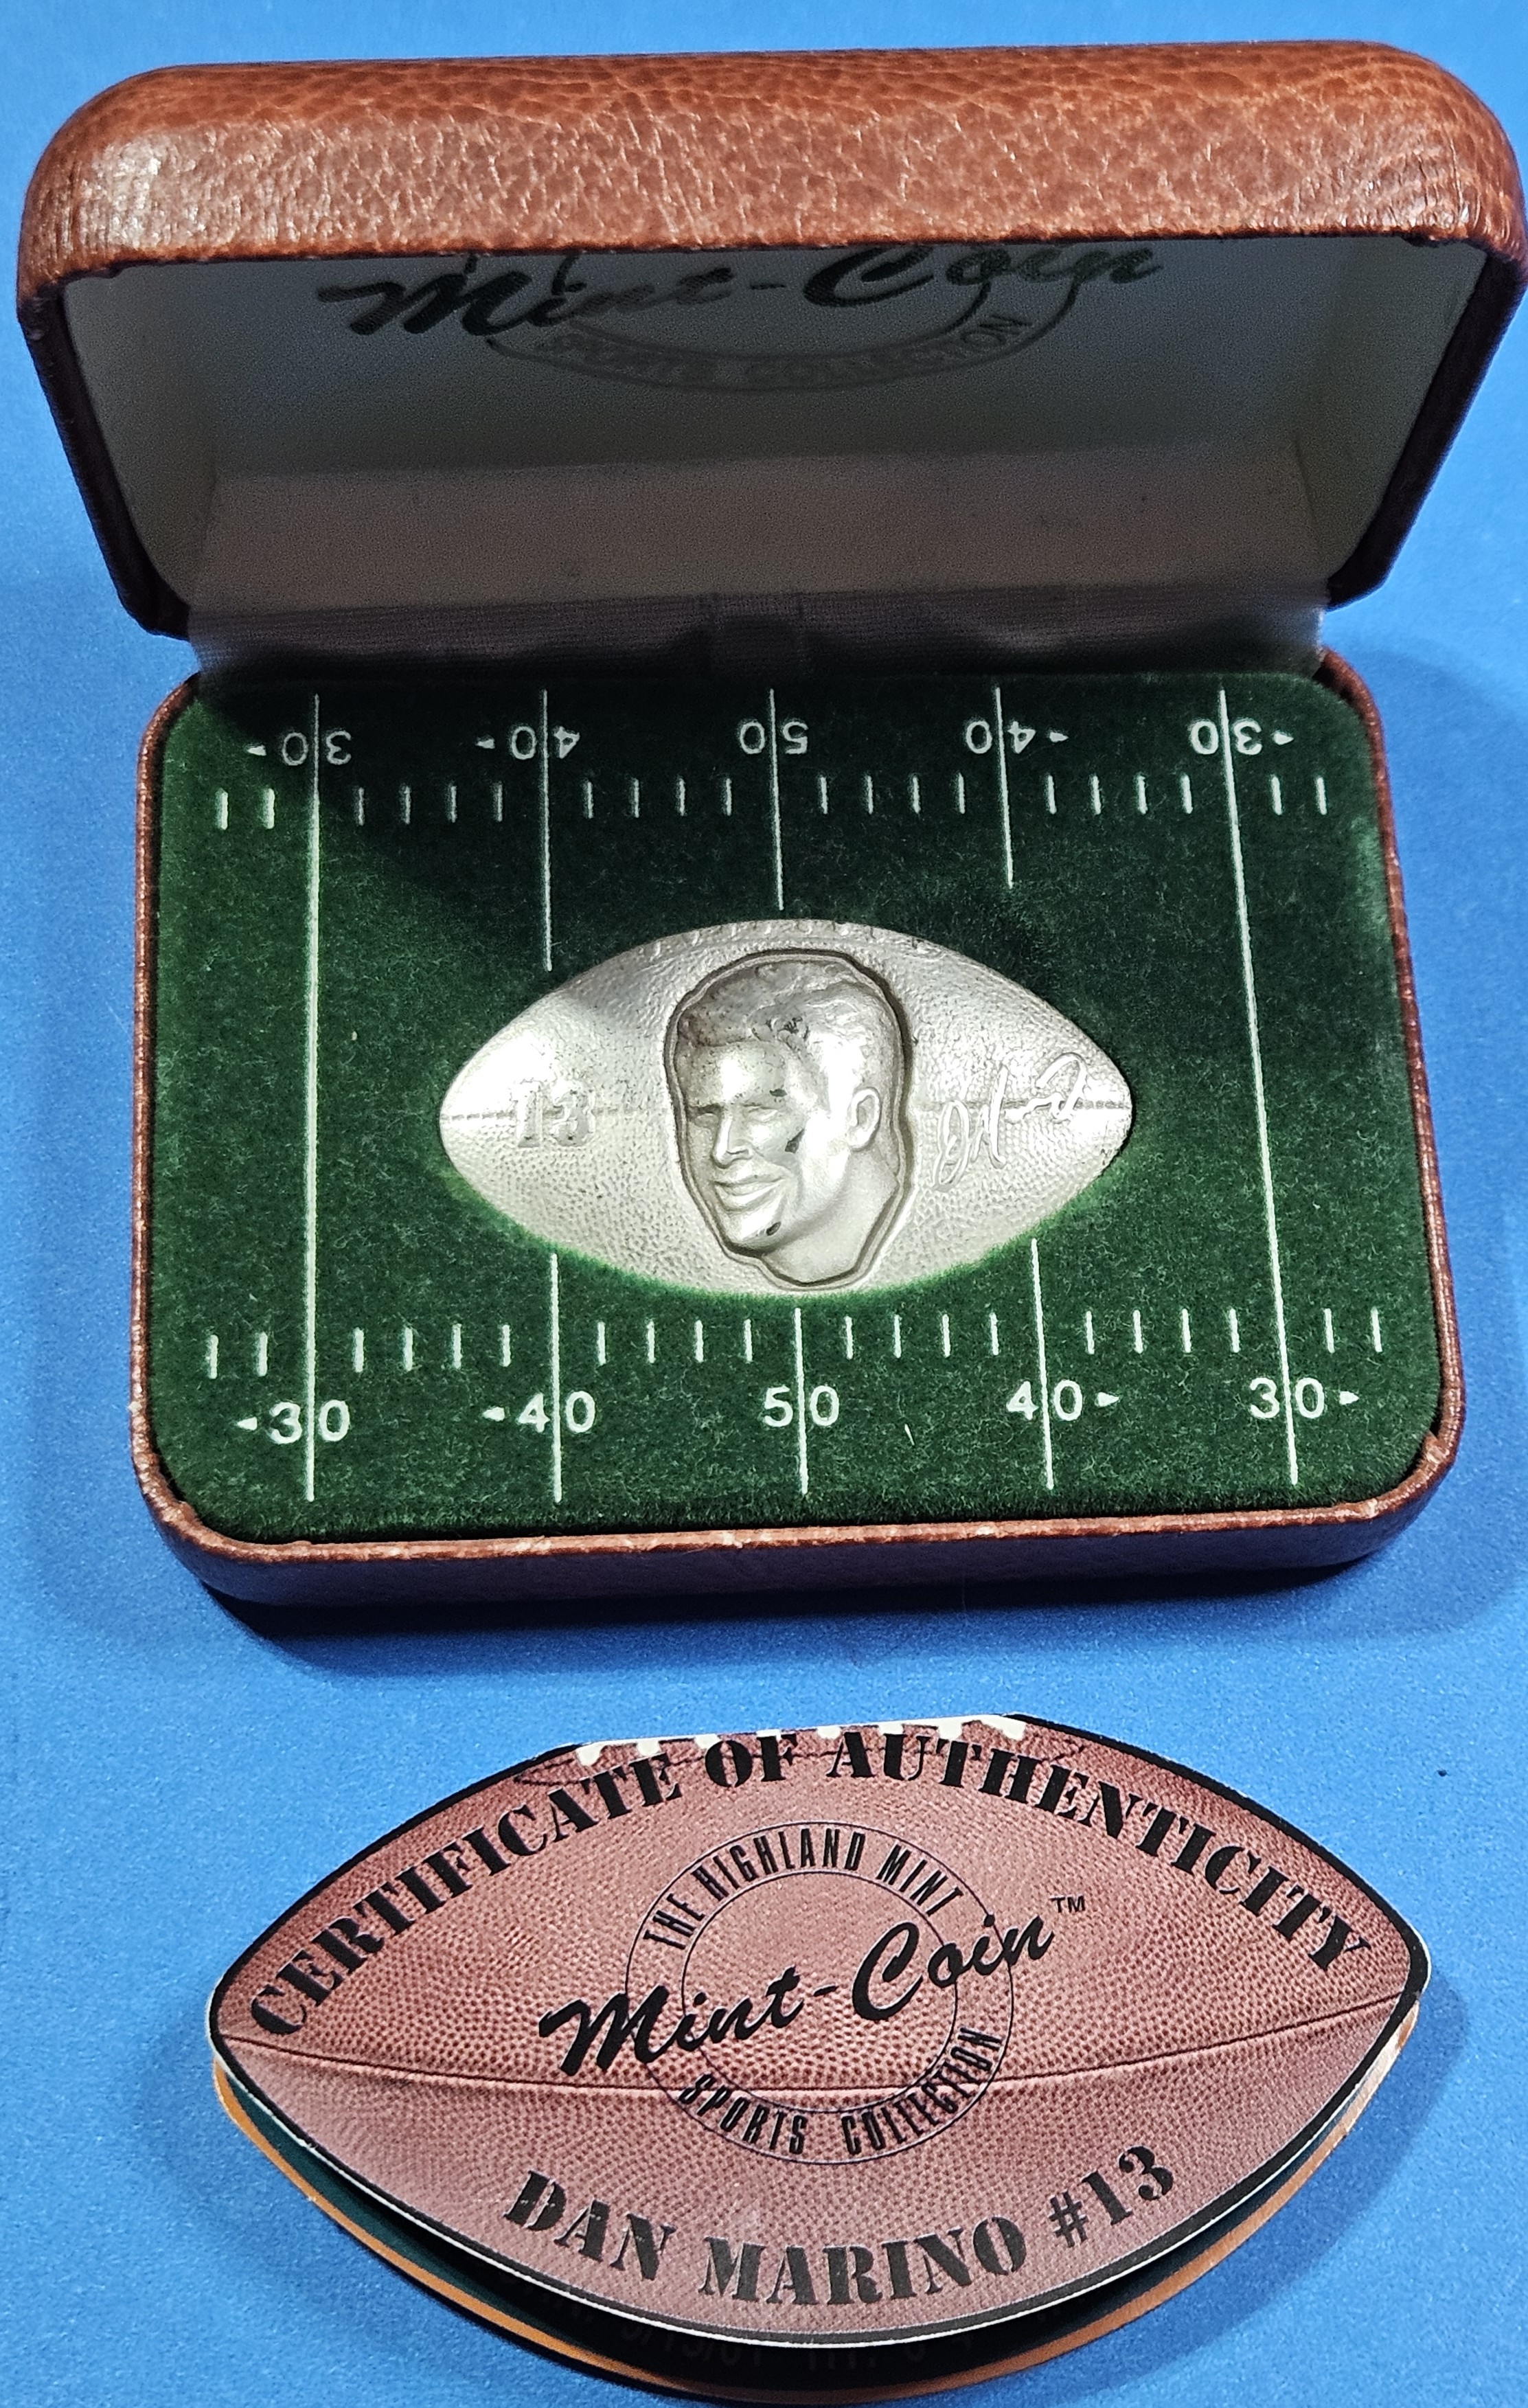 Mint-Coin
SPORTS COLLECTION
30 40 50 40 30
13
30 40 50 40 30
CERTIFICATE OF AUTHENTICITY
THE HIGHLAND MINT
Mint-Coin™
SPORTS COLLECTION
DAN MARINO #13